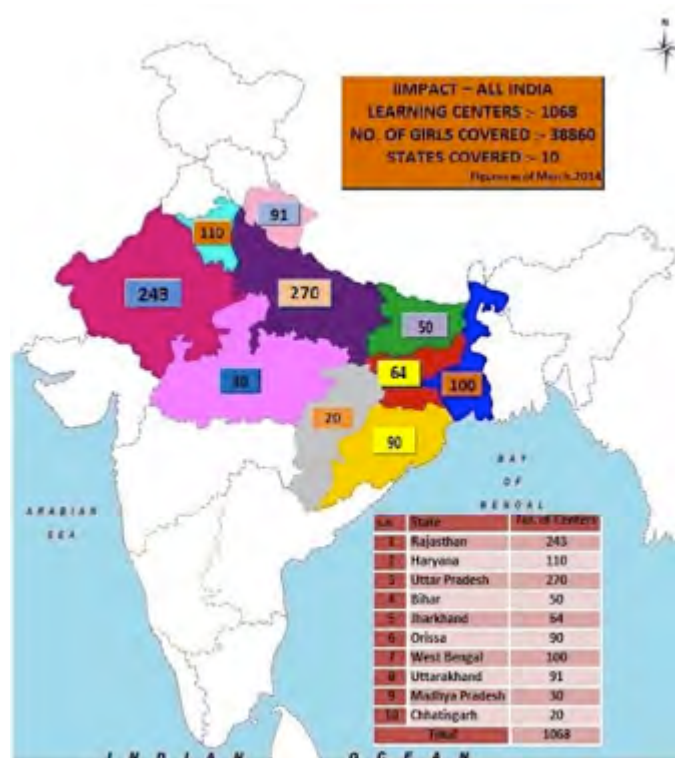 N
IIMPACT – ALL INDIA
LEARNING CENTERS :- 1068
NO. OF GIRLS COVERED :- 38860
STATES COVERED :- 10
Figures as of March.2014
91
110
243
270
50
30
64
100
20
90
BAY
OF
BENGAL
ARABIAN
SEA
S.N. State No. of Centers
1 Rajasthan 243
2 Haryana 110
3 Uttar Pradesh 270
4 Bihar 50
5 Jharkhand 64
6 Orissa 90
7 West Bengal 100
8 Uttarakhand 91
9 Madhya Pradesh 30
10 Chhatingarh 20
Total 1068
INDIAN OCEAN